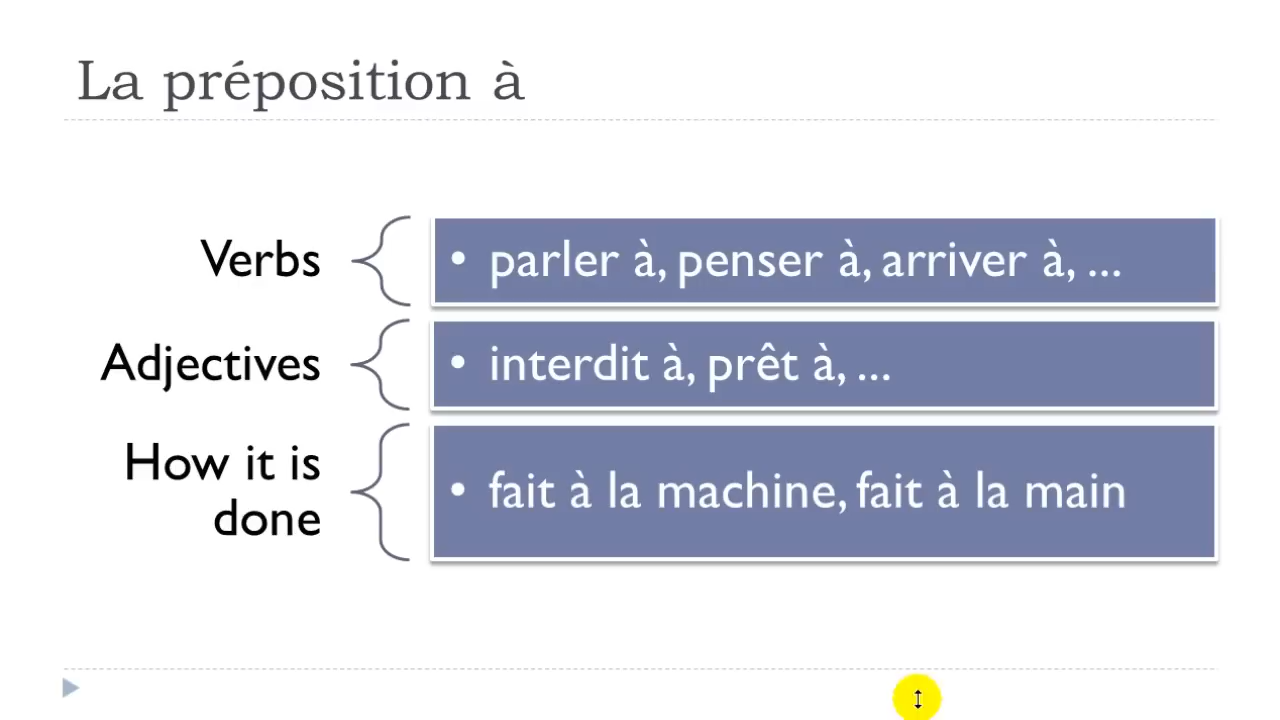 La préposition à
Verbs
• parler à, penser à, arriver à, ...
Adjectives
• interdit à, prêt à, ...
How it is
done
• fait à la machine, fait à la main